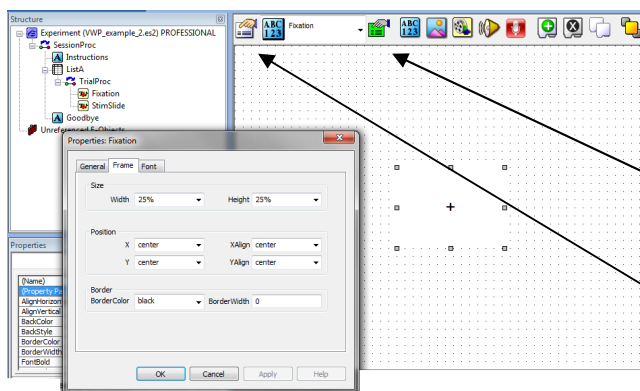 Structure
Experiment (VWP_example_2.es2) PROFESSIONAL
SessionProc
A Instructions
ListA
TrialProc
Fixation
StimSlide
A Goodbye
Unreferenced E-Objects
ABC
123
Fixation
ABC
123
Properties: Fixation
General Frame Font
Size
Width 25% Height 25%
Position
X center XAlign center
Y center YAlign center
Border
BorderColor black BorderWidth 0
OK Cancel Apply Help
Properties
(Name)
(Property Pa
AlignHorizon
AlignVertical
BackColor
BackStyle
BorderColor
BorderWidth
FontBold